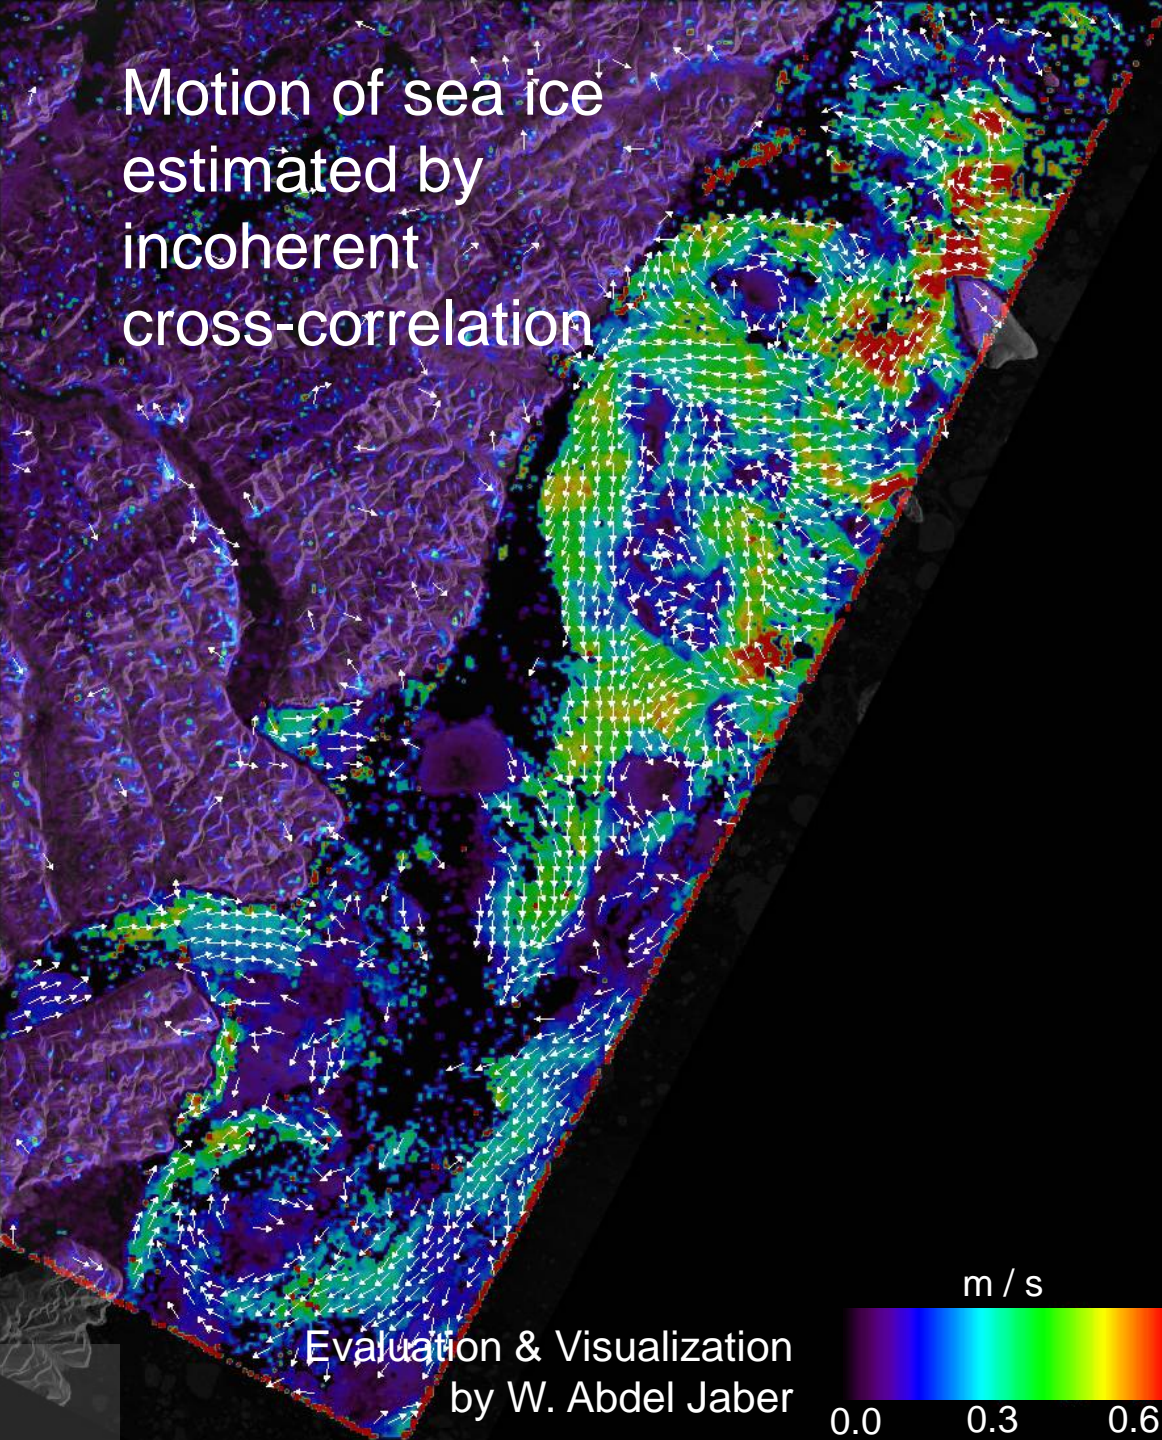 Motion of sea ice
estimated by
incoherent
cross-correlation
m / s
Evaluation & Visualization
by W. Abdel Jaber
0.0 0.3 0.6